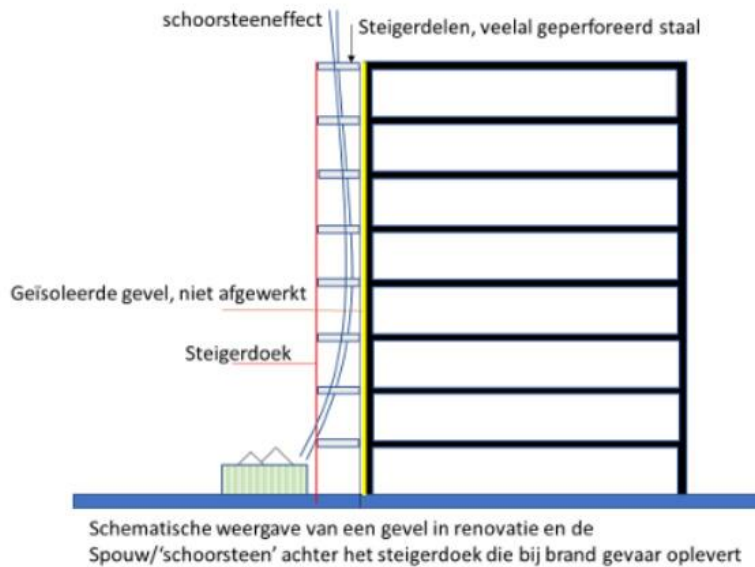 schoorsteeneffect
Steigerdelen, veelal geperforeerd staal
Geïsoleerde gevel, niet afgewerkt
Steigerdoek
Schematische weergave van een gevel in renovatie en de
Spouw/‘schoorsteen’ achter het steigerdoek die bij brand gevaar oplevert